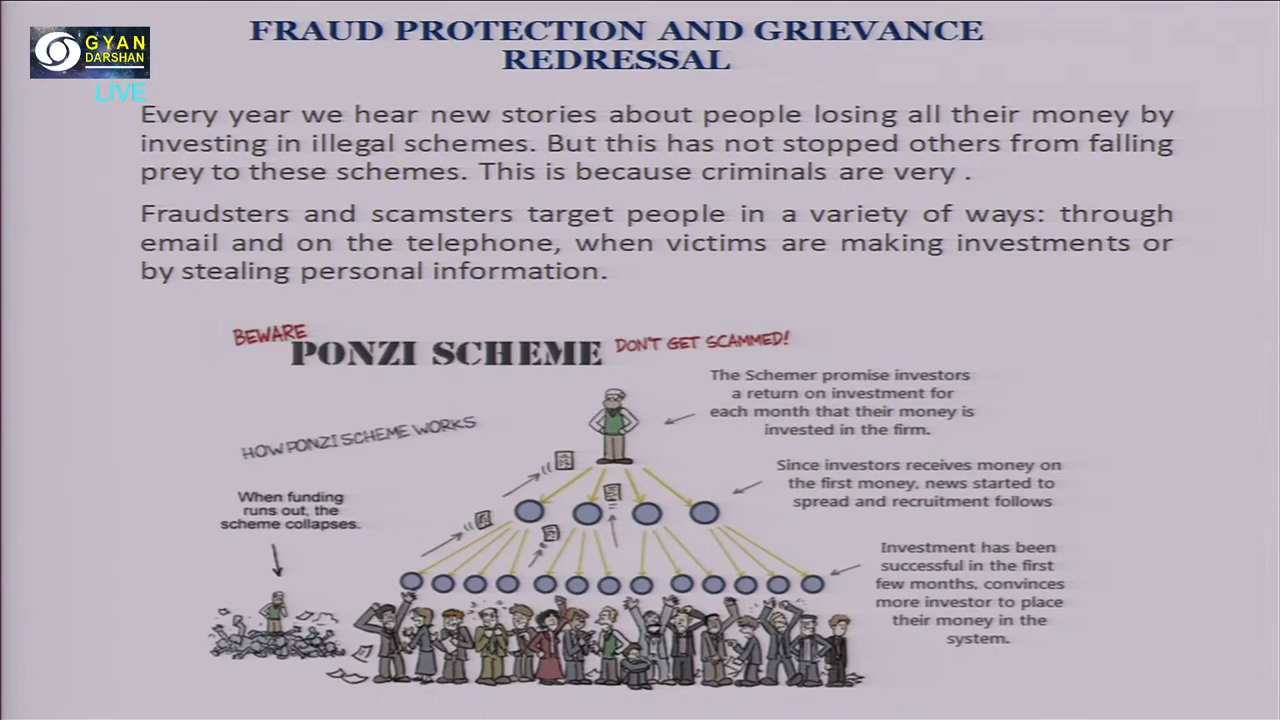 GYAN
DARSHAN
LIVE
FRAUD PROTECTION AND GRIEVANCE
REDRESSAL
Every year we hear new stories about people losing all their money by
investing in illegal schemes. But this has not stopped others from falling
prey to these schemes. This is because criminals are very .
Fraudsters and scamsters target people in a variety of ways: through
email and on the telephone, when victims are making investments or
by stealing personal information.
BEWARE
PONZI SCHEME
DON'T GET SCAMMED!
The Schemer promise investors
a return on investment for
each month that their money is
invested in the firm.
HOW PONZI SCHEME WORKS
Since investors receives money on
the first money, news started to
spread and recruitment follows
When funding
runs out, the
scheme collapses.
Investment has been
successful in the first
few months, convinces
more investor to place
their money in the
system.